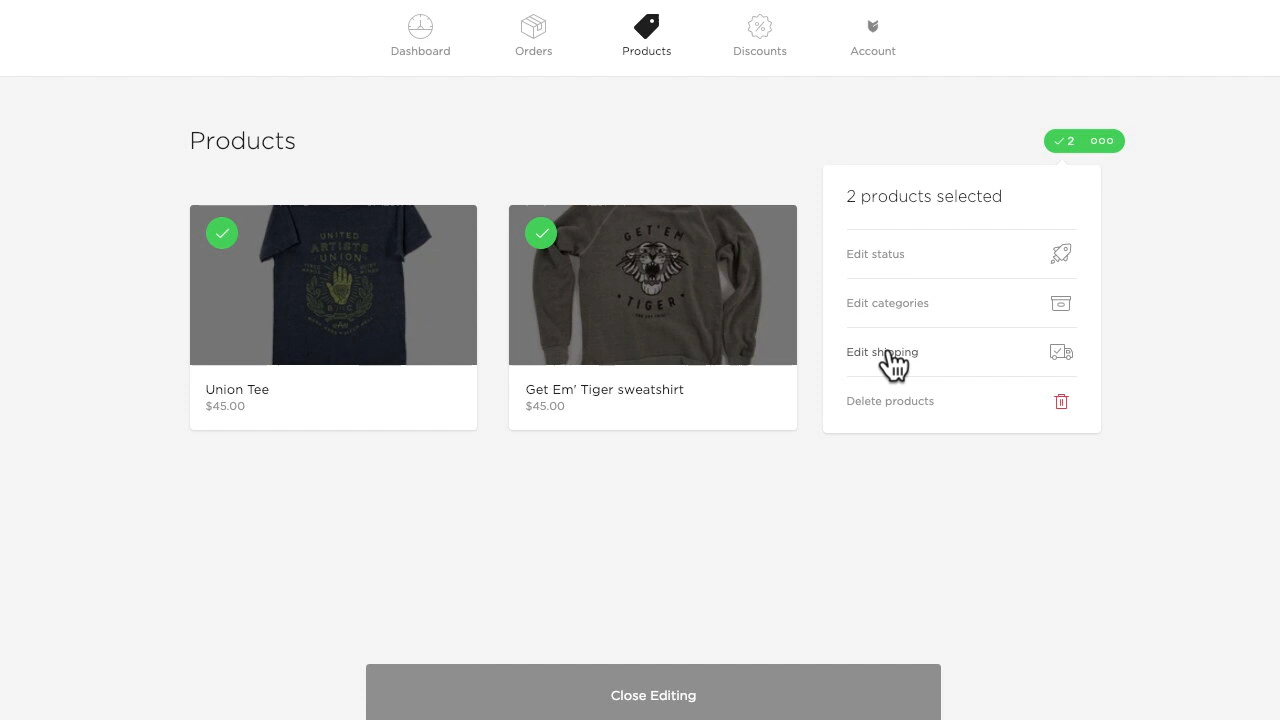 Dashboard
Orders
Products
Discounts
Account
Products
2
2 products selected
Edit status
Edit categories
Edit shipping
Delete products
UNITED
ARTISTS
UNION
GET'EM
TIGER
Union Tee
$45.00
Get Em' Tiger sweatshirt
$45.00
Close Editing